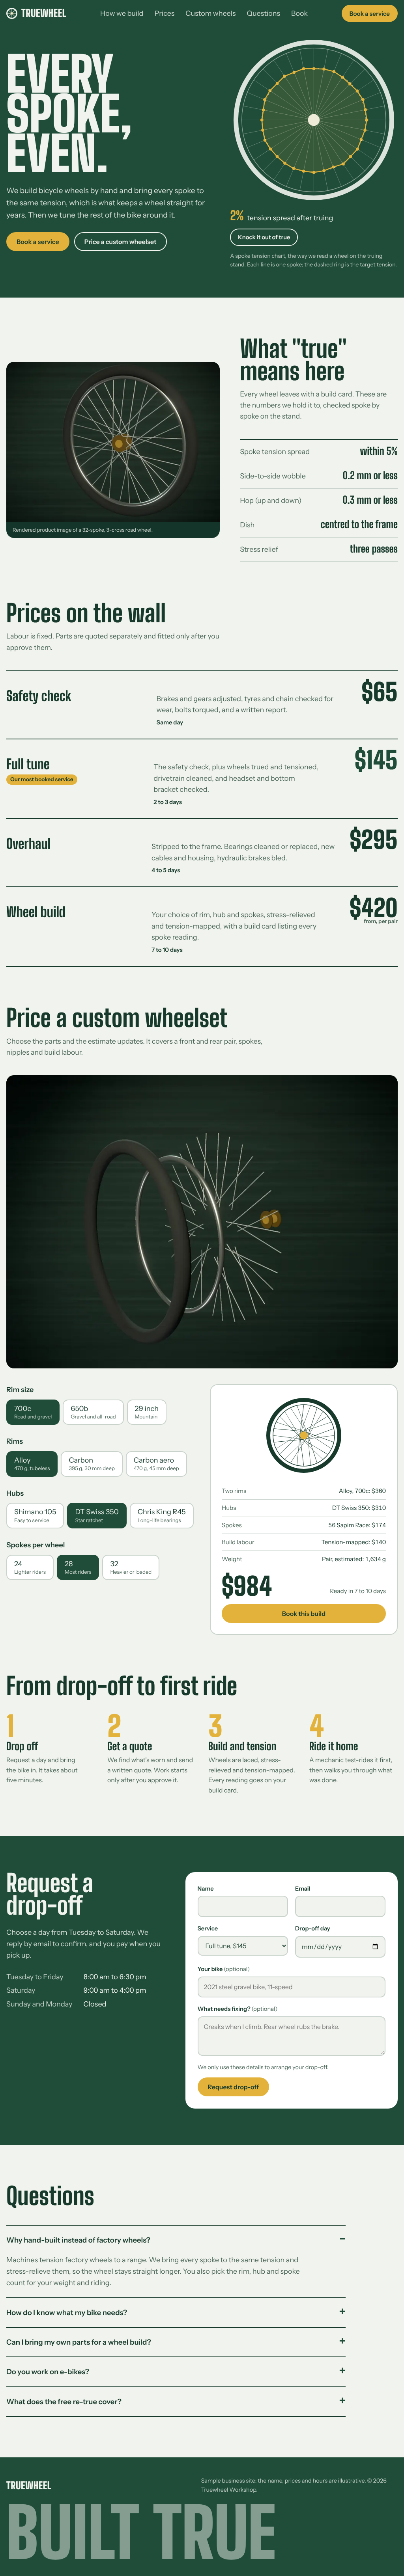 TRUEWHEEL
How we build
Prices
Custom wheels
Questions
Book
Book a service
EVERY
SPOKE,
EVEN.
We build bicycle wheels by hand and bring every spoke to
the same tension, which is what keeps a wheel straight for
years. Then we tune the rest of the bike around it.
Book a service
Price a custom wheelset
2% tension spread after truing
Knock it out of true
A spoke tension chart, the way we read a wheel on the truing
stand. Each line is one spoke; the dashed ring is the target tension.
Rendered product image of a 32-spoke, 3-cross road wheel.
What "true"
means here
Every wheel leaves with a build card. These are
the numbers we hold it to, checked spoke by
spoke on the stand.
Spoke tension spread within 5%
Side-to-side wobble 0.2 mm or less
Hop (up and down) 0.3 mm or less
Dish centred to the frame
Stress relief three passes
Prices on the wall
Labour is fixed. Parts are quoted separately and fitted only after you
approve them.
Safety check
Brakes and gears adjusted, tyres and chain checked for
wear, bolts torqued, and a written report.
Same day
$65
Full tune
Our most booked service
The safety check, plus wheels trued and tensioned,
drivetrain cleaned, and headset and bottom
bracket checked.
2 to 3 days
$145
Overhaul
Stripped to the frame. Bearings cleaned or replaced, new
cables and housing, hydraulic brakes bled.
4 to 5 days
$295
Wheel build
Your choice of rim, hub and spokes, stress-relieved
and tension-mapped, with a build card listing every
spoke reading.
7 to 10 days
$420
from, per pair
Price a custom wheelset
Choose the parts and the estimate updates. It covers a front and rear pair, spokes,
nipples and build labour.
Rim size
700c
Road and gravel
650b
Gravel and all-road
29 inch
Mountain
Rims
Alloy
470 g, tubeless
Carbon
395 g, 30 mm deep
Carbon aero
470 g, 45 mm deep
Hubs
Shimano 105
Easy to service
DT Swiss 350
Star ratchet
Chris King R45
Long-life bearings
Spokes per wheel
24
Lighter riders
28
Most riders
32
Heavier or loaded
Two rims Alloy, 700c: $360
Hubs DT Swiss 350: $310
Spokes 56 Sapim Race: $174
Build labour Tension-mapped: $140
Weight Pair, estimated: 1,634 g
$984
Ready in 7 to 10 days
Book this build
From drop-off to first ride
1
Drop off
Request a day and bring
the bike in. It takes about
five minutes.
2
Get a quote
We find what's worn and send
a written quote. Work starts
only after you approve it.
3
Build and tension
Wheels are laced, stress-
relieved and tension-mapped.
Every reading goes on your
build card.
4
Ride it home
A mechanic test-rides it first,
then walks you through what
was done.
Request a
drop-off
Choose a day from Tuesday to Saturday. We
reply by email to confirm, and you pay when you
pick up.
Tuesday to Friday 8:00 am to 6:30 pm
Saturday 9:00 am to 4:00 pm
Sunday and Monday Closed
Name
Email
Service
Full tune, $145
Drop-off day
mm/dd/yyyy
Your bike (optional)
2021 steel gravel bike, 11-speed
What needs fixing? (optional)
Creaks when I climb. Rear wheel rubs the brake.
We only use these details to arrange your drop-off.
Request drop-off
Questions
Why hand-built instead of factory wheels?
Machines tension factory wheels to a range. We bring every spoke to the same tension and
stress-relieve them, so the wheel stays straight longer. You also pick the rim, hub and spoke
count for your weight and riding.
How do I know what my bike needs?
Can I bring my own parts for a wheel build?
Do you work on e-bikes?
What does the free re-true cover?
TRUEWHEEL
Sample business site: the name, prices and hours are illustrative. © 2026
Truewheel Workshop.
BUILT TRUE